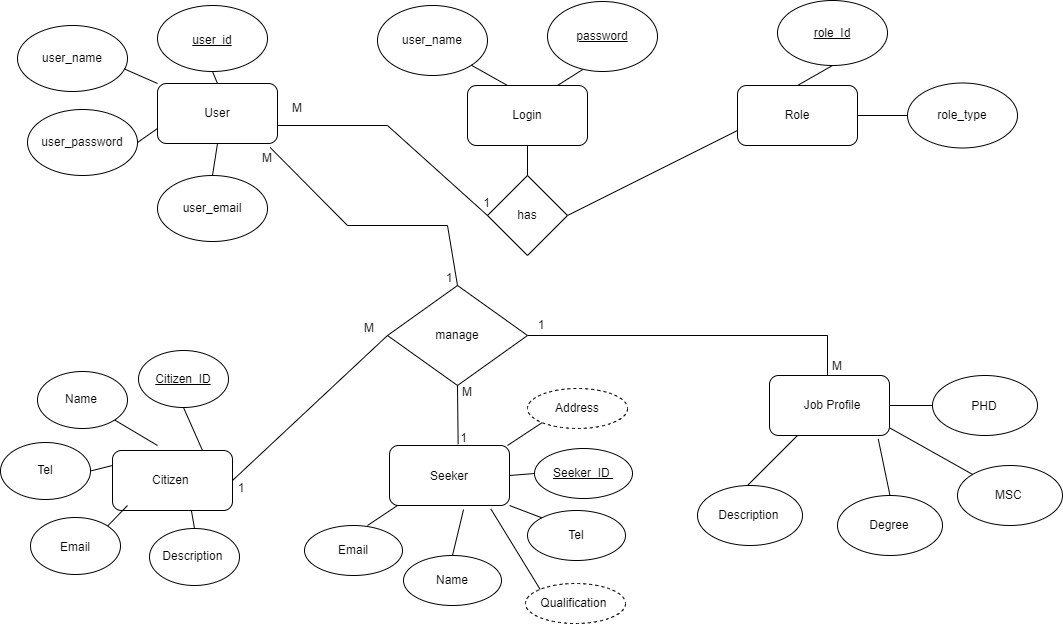 user_id
user_name
password
role_Id
user_name
User
M
Login
Role
role_type
user_password
M
user_email
1
has
1
M
manage
1
M
M
Citizen_ID
Name
Address
Job Profile
PHD
1
Tel
Citizen
1
Seeker
Seeker_ID
MSC
Description
Degree
Email
Description
Email
Tel
Name
Qualification